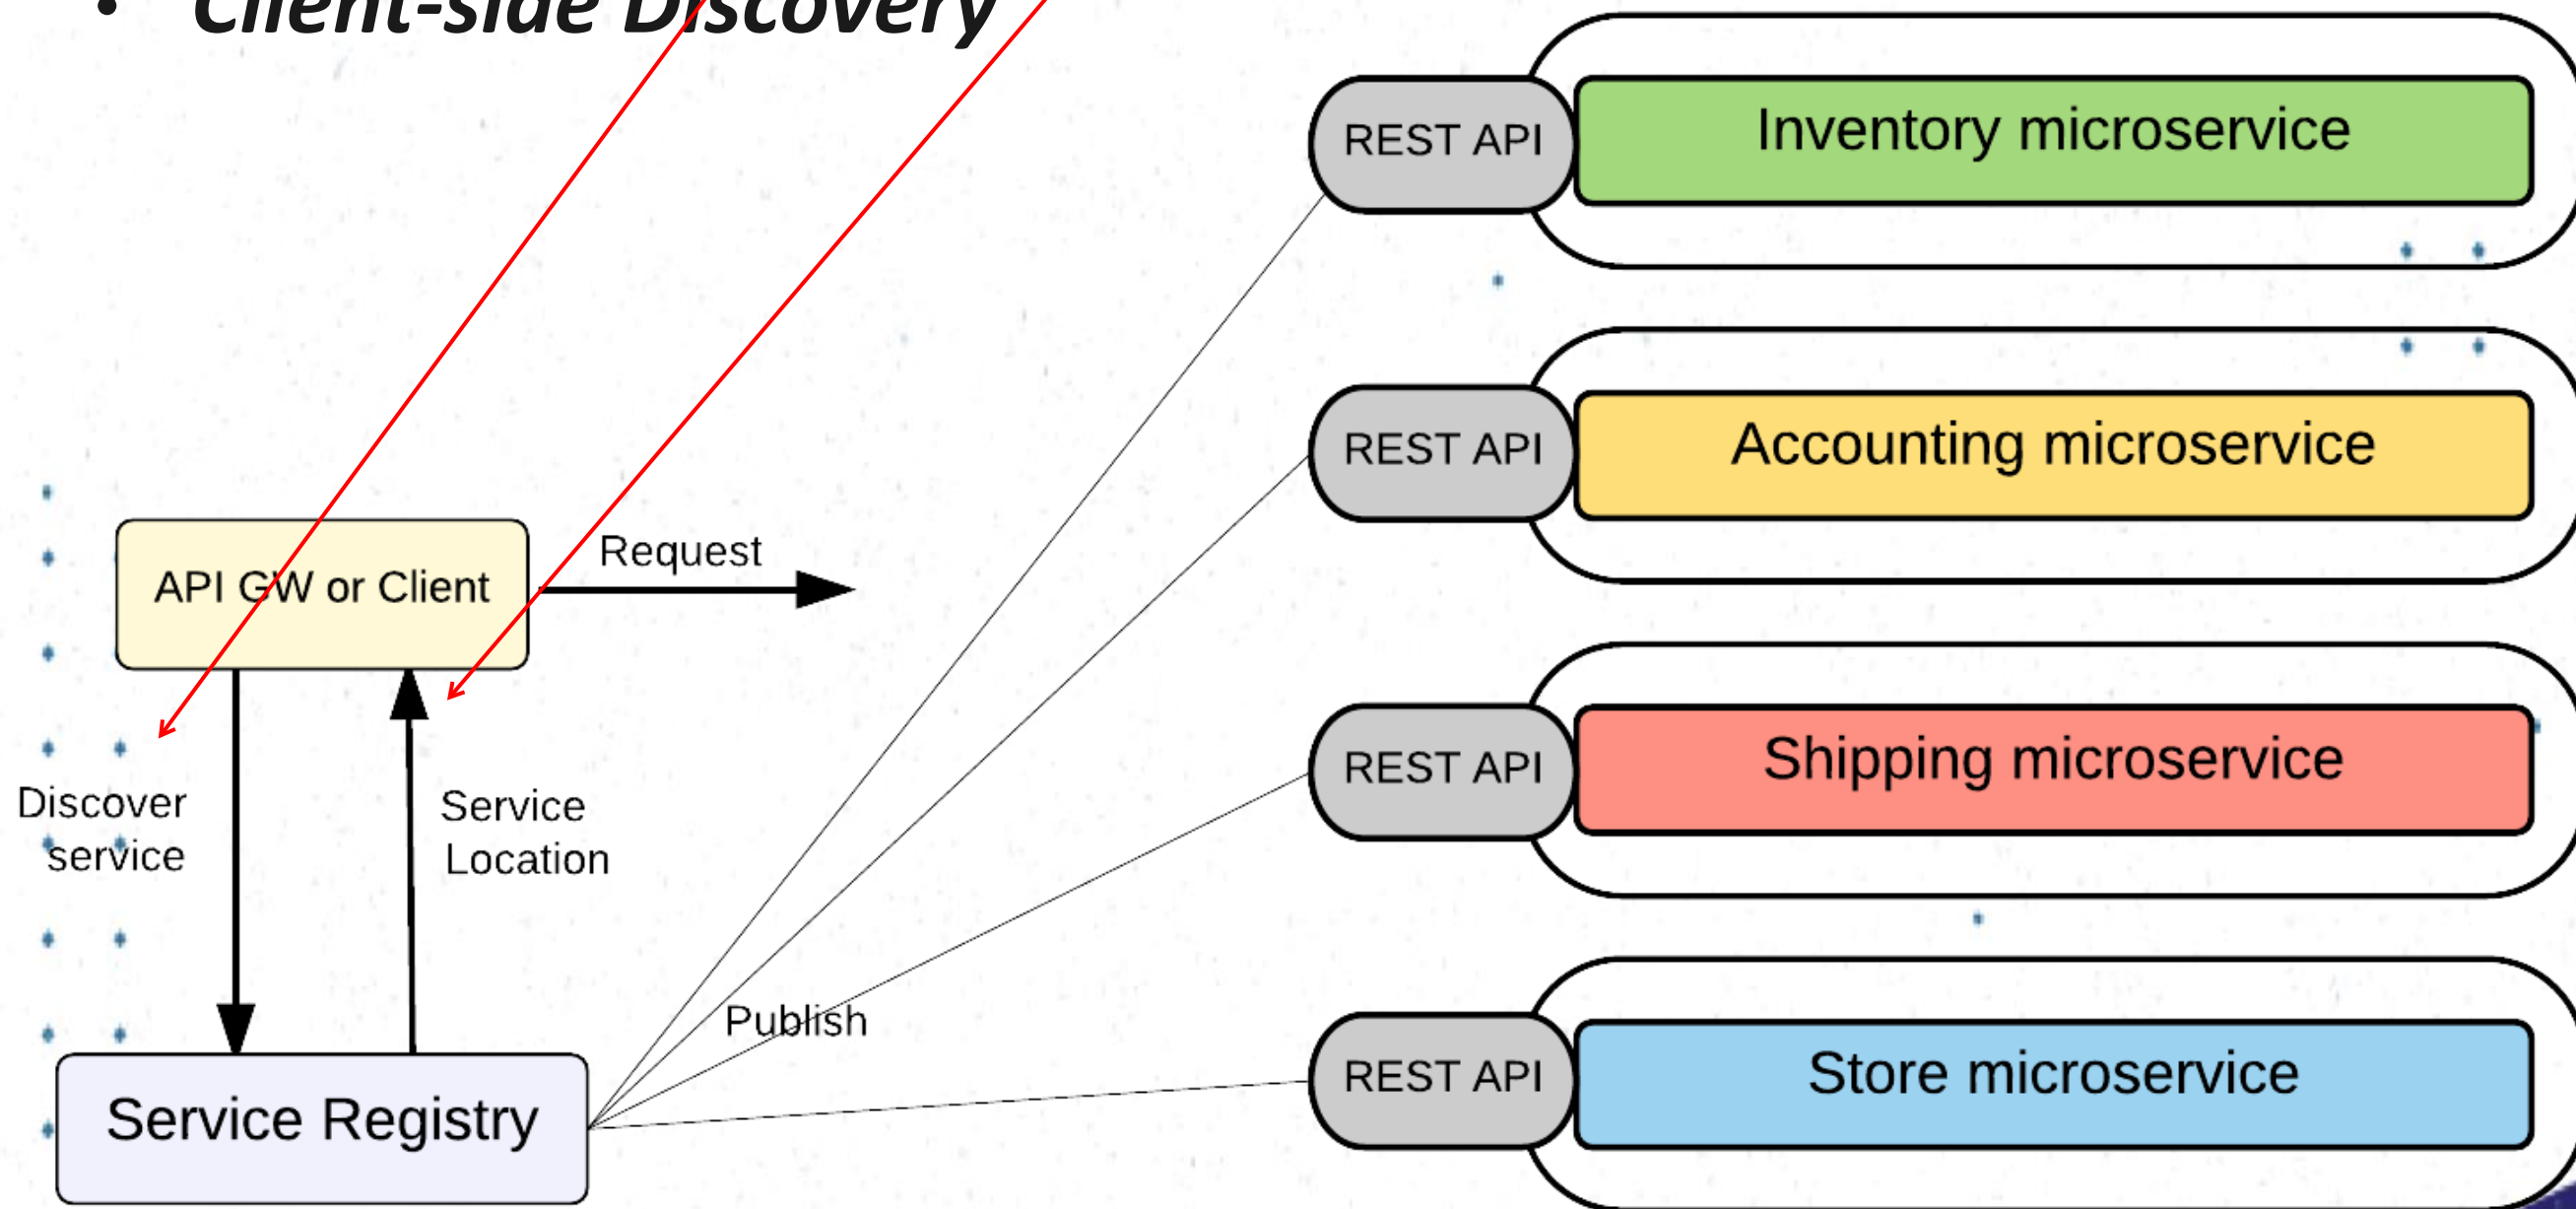 • Client-side Discovery
REST API
Inventory microservice
REST API
Accounting microservice
Request
API GW or Client
REST API
Shipping microservice
Discover
service
Service
Location
Publish
REST API
Store microservice
Service Registry